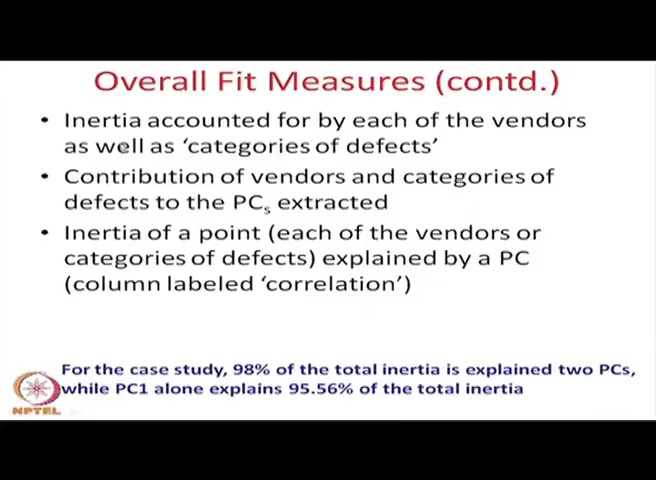 Overall Fit Measures (contd.)
• Inertia accounted for by each of the vendors
as well as ‘categories of defects’
• Contribution of vendors and categories of
defects to the PCs extracted
• Inertia of a point (each of the vendors or
categories of defects) explained by a PC
(column labeled ‘correlation’)
For the case study, 98% of the total inertia is explained two PCs,
while PC1 alone explains 95.56% of the total inertia
NPTEL